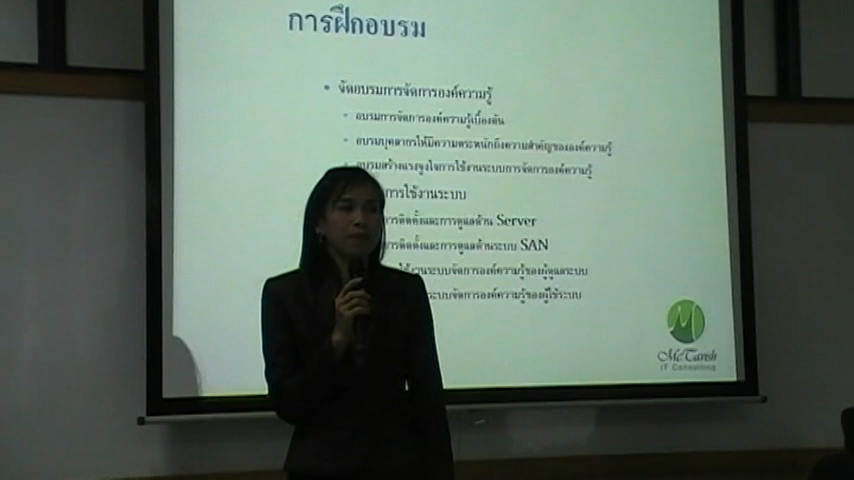 การฝึกอบรม
จัดอบรมการจัดการองค์ความรู้
อบรมการจัดการองค์ความรู้เบื้องต้น
อบรมบุคลากรให้มีความตระหนักถึงความสำคัญขององค์ความรู้
อบรมสร้างแรงจูงใจการใช้งานระบบการจัดการองค์ความรู้
การใช้งานระบบ
การติดตั้งและการดูแลด้าน Server
การติดตั้งและการดูแลด้านระบบ SAN
ใช้งานระบบจัดการองค์ความรู้ของผู้ดูแลระบบ
ระบบจัดการองค์ความรู้ของผู้ใช้ระบบ
McTarish
IT Consulting